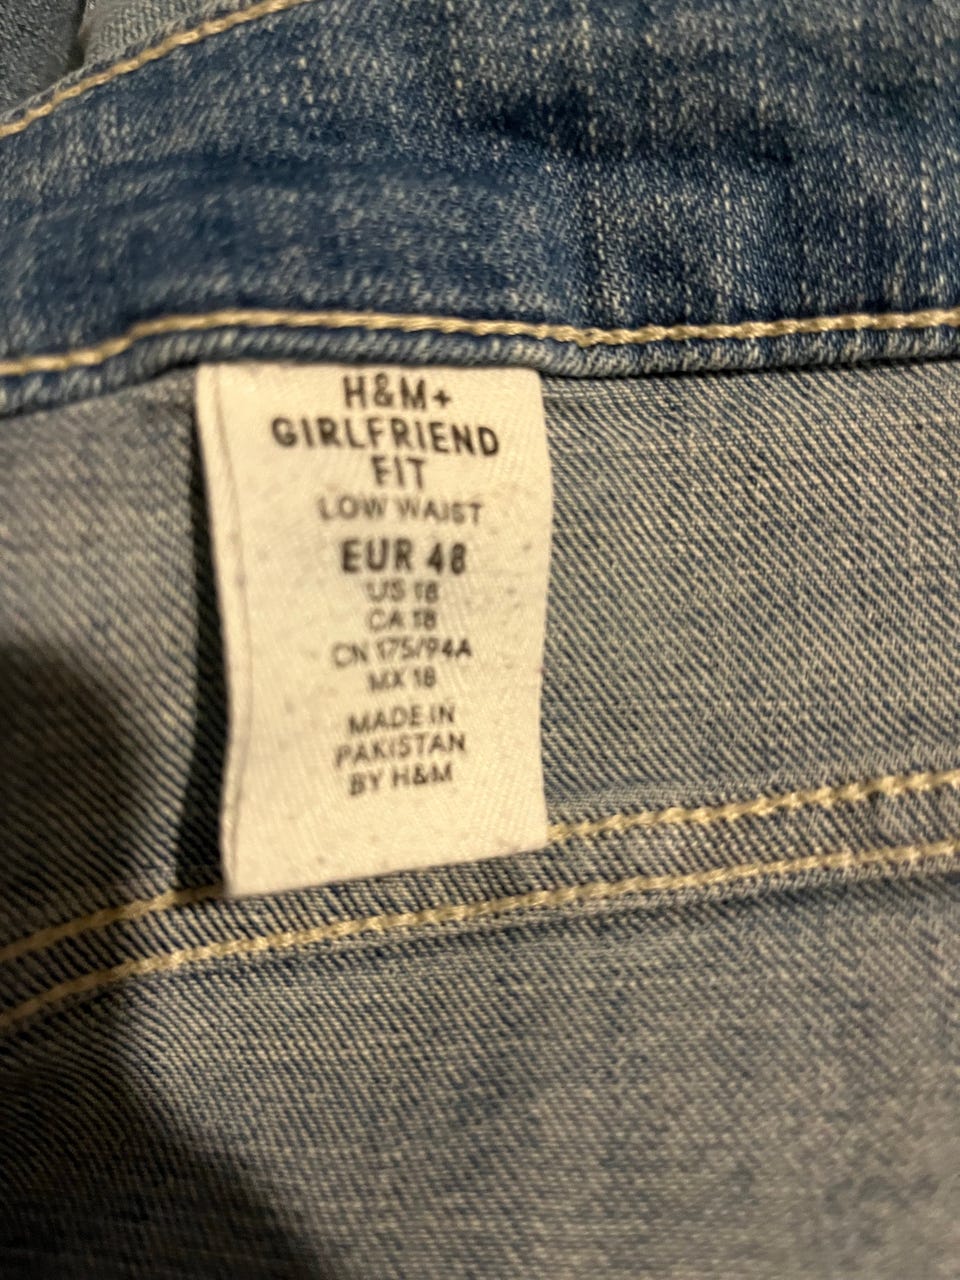 H&M+
GIRLFRIEND
FIT
LOW WAIST
EUR 48
US 18
CA 18
CN 175/94A
MX 18
MADE IN
PAKISTAN
BY H&M